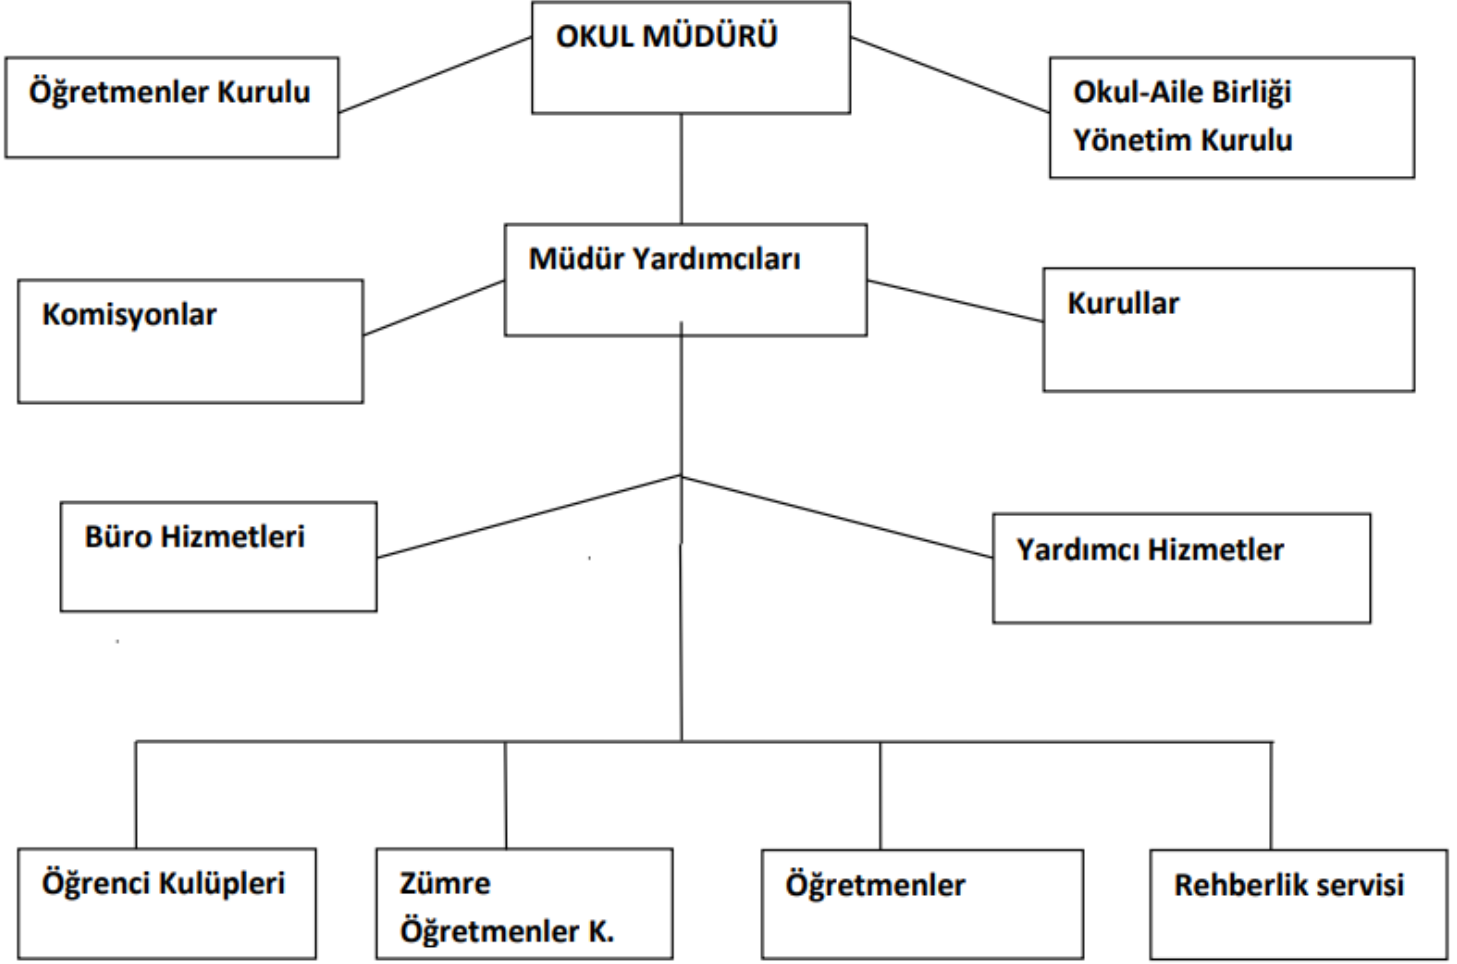 OKUL MÜDÜRÜ
Öğretmenler Kurulu
Okul-Aile Birliği
Yönetim Kurulu
Müdür Yardımcıları
Komisyonlar
Kurullar
Büro Hizmetleri
Yardımcı Hizmetler
Öğrenci Kulüpleri
Zümre
Öğretmenler K.
Öğretmenler
Rehberlik servisi